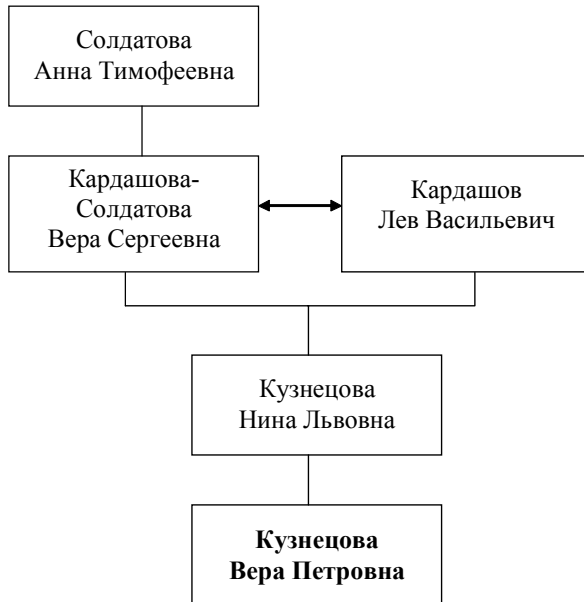 Солдатова
Анна Тимофеевна
Кардашова-
Солдатова
Вера Сергеевна
Кардашов
Лев Васильевич
Кузнецова
Нина Львовна
Кузнецова
Вера Петровна